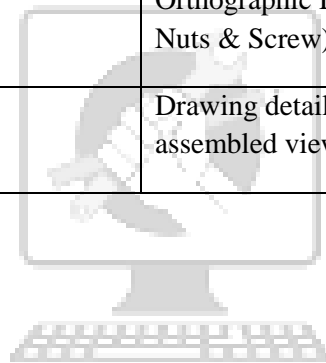 Orthographic
Nuts & Screw)
Drawing detail
assembled view